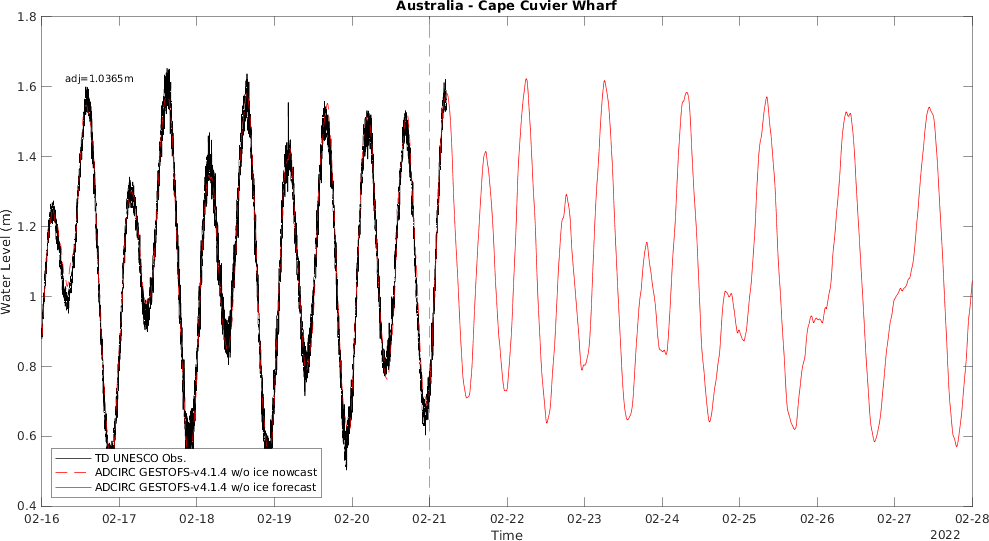 Australia - Cape Cuvier Wharf
1.8
1.6
1.4
1.2
1
0.8
0.6
0.4
Water Level (m)
adj=1.0365m
TD UNESCO Obs.
ADCIRC GESTOFS-v4.1.4 w/o ice nowcast
ADCIRC GESTOFS-v4.1.4 w/o ice forecast
02-16 02-17 02-18 02-19 02-20 02-21 02-22 02-23 02-24 02-25 02-26 02-27 02-28
Time
2022